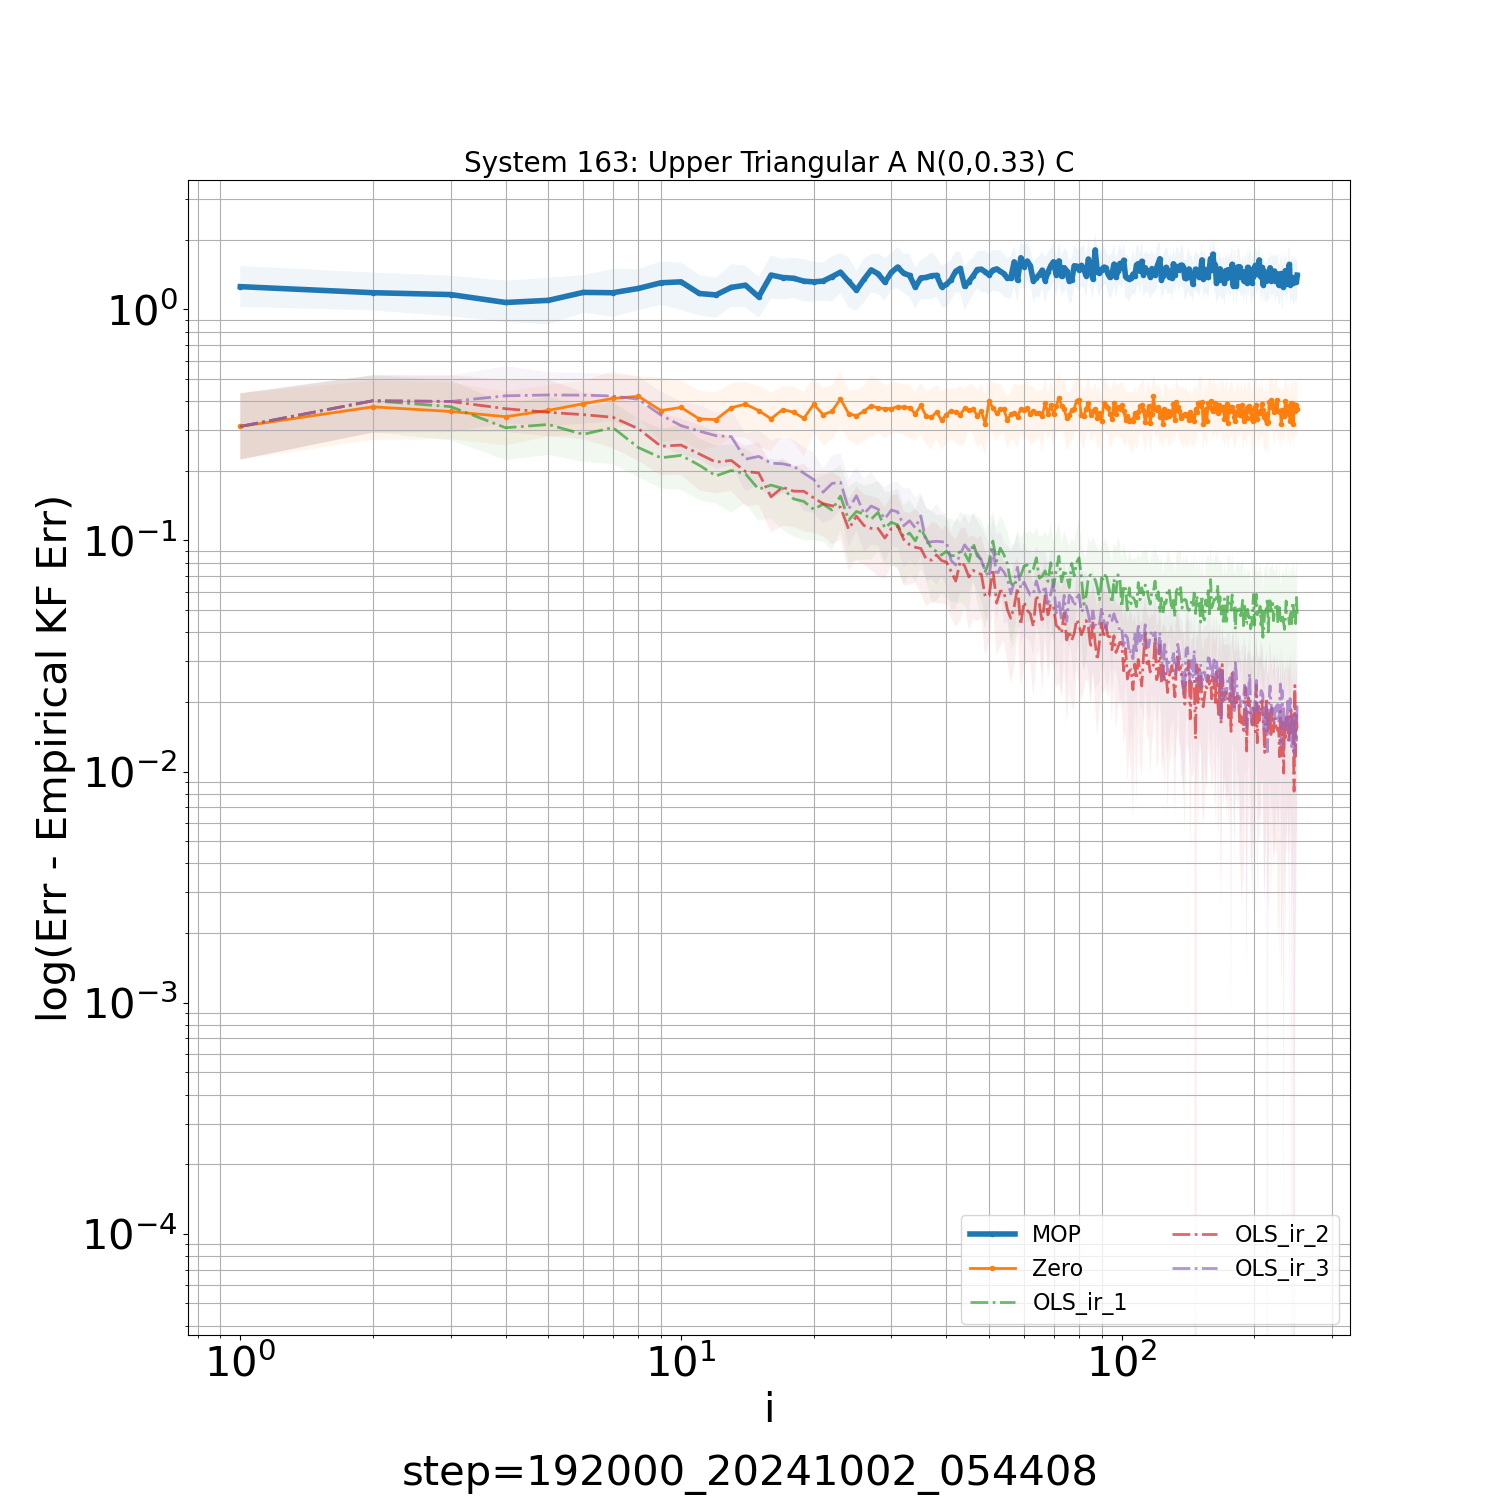 System 163: Upper Triangular A N(0,0.33) C
log(Err - Empirical KF Err)
10^0
10^-1
10^-2
10^-3
10^-4
MOP
Zero
OLS_ir_1
OLS_ir_2
OLS_ir_3
10^0 10^1 10^2
i
step=192000_20241002_054408